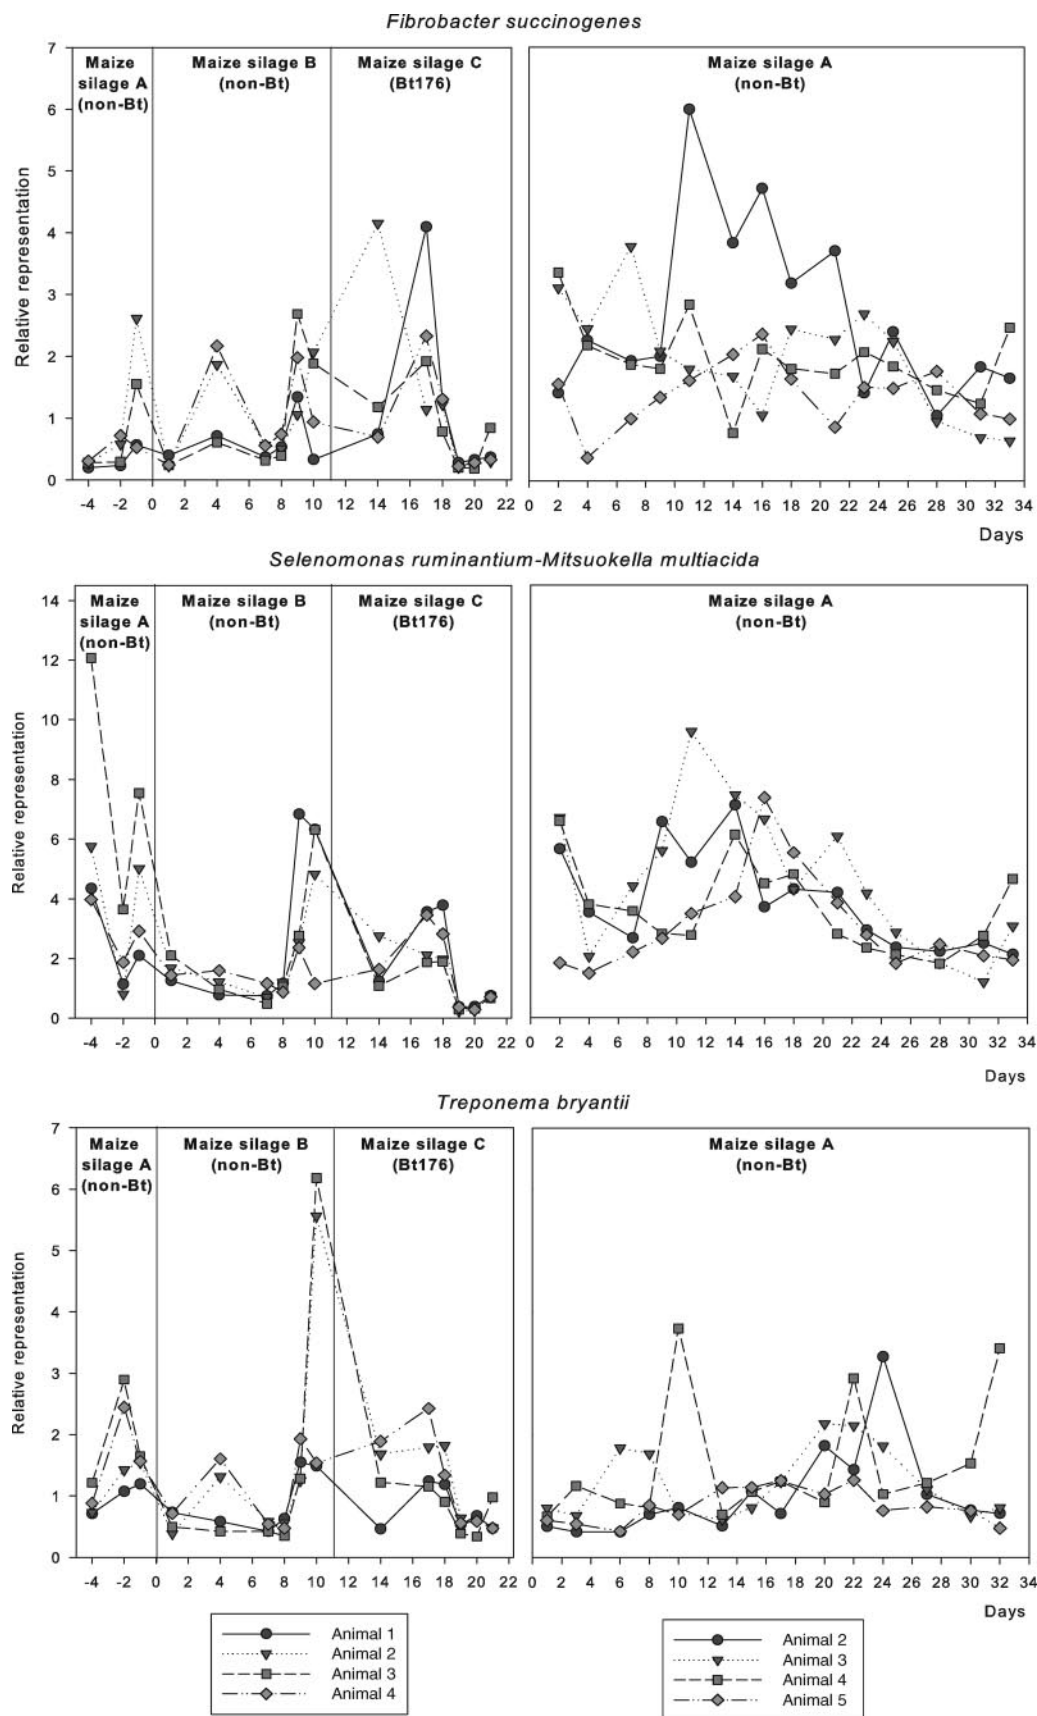 Fibrobacter succinogenes
7
6
5
4
3
2
1
0
Relative representation
Maize
silage A
(non-Bt)
Maize silage B
(non-Bt)
Maize silage C
(Bt176)
Maize silage A
(non-Bt)
-4 -2 0 2 4 6 8 10 12 14 16 18 20 22
0 2 4 6 8 10 12 14 16 18 20 22 24 26 28 30 32 34
Days
Selenomonas ruminantium-Mitsuokella multiacida
14
12
10
8
6
4
2
0
Relative representation
Maize
silage A
(non-Bt)
Maize silage B
(non-Bt)
Maize silage C
(Bt176)
Maize silage A
(non-Bt)
-4 -2 0 2 4 6 8 10 12 14 16 18 20 22
0 2 4 6 8 10 12 14 16 18 20 22 24 26 28 30 32 34
Days
Treponema bryantii
7
6
5
4
3
2
1
0
Relative representation
Maize
silage A
(non-Bt)
Maize silage B
(non-Bt)
Maize silage C
(Bt176)
Maize silage A
(non-Bt)
-4 -2 0 2 4 6 8 10 12 14 16 18 20 22
0 2 4 6 8 10 12 14 16 18 20 22 24 26 28 30 32 34
Days
Animal 1
Animal 2
Animal 3
Animal 4
Animal 2
Animal 3
Animal 4
Animal 5